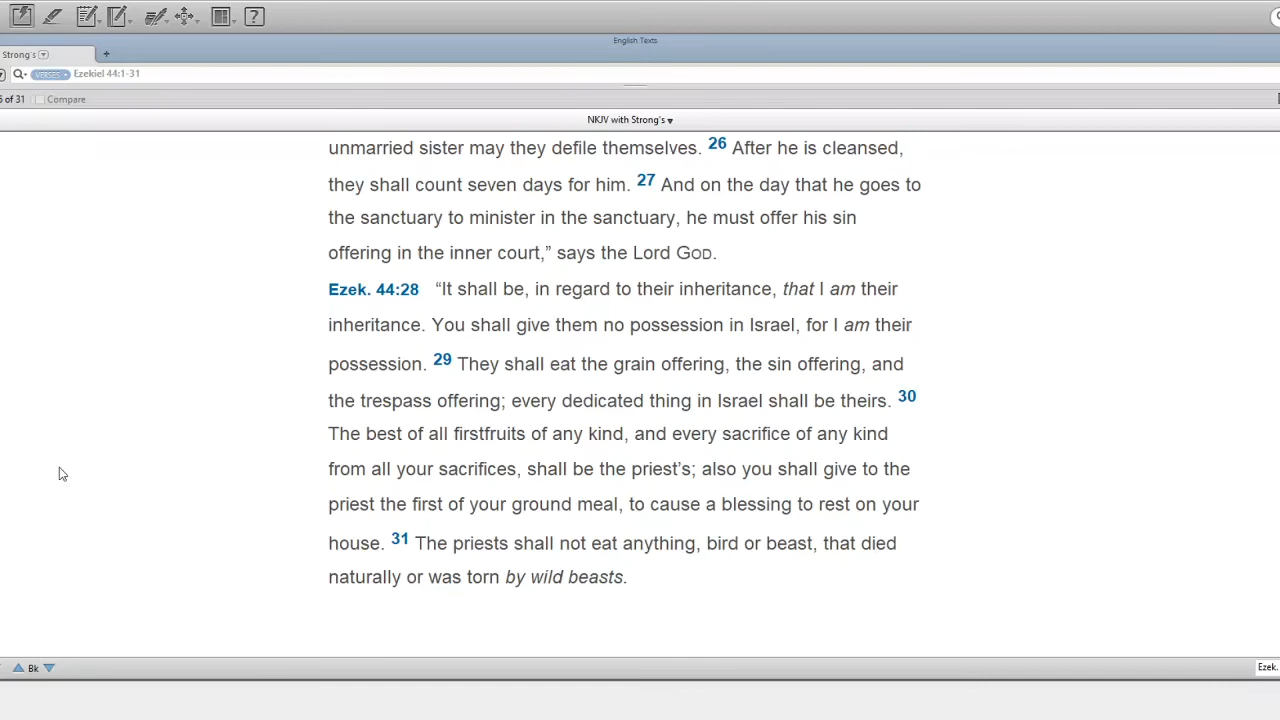 English Texts
Strong's
+
VERSES Ezekiel 44:1-31
of 31 Compare
NKJV with Strong's
unmarried sister may they defile themselves. 26 After he is cleansed,
they shall count seven days for him. 27 And on the day that he goes to
the sanctuary to minister in the sanctuary, he must offer his sin
offering in the inner court,” says the Lord GOD.
Ezek. 44:28 “It shall be, in regard to their inheritance, that I am their
inheritance. You shall give them no possession in Israel, for I am their
possession. 29 They shall eat the grain offering, the sin offering, and
the trespass offering; every dedicated thing in Israel shall be theirs. 30
The best of all firstfruits of any kind, and every sacrifice of any kind
from all your sacrifices, shall be the priest’s; also you shall give to the
priest the first of your ground meal, to cause a blessing to rest on your
house. 31 The priests shall not eat anything, bird or beast, that died
naturally or was torn by wild beasts.
Bk
Ezek.